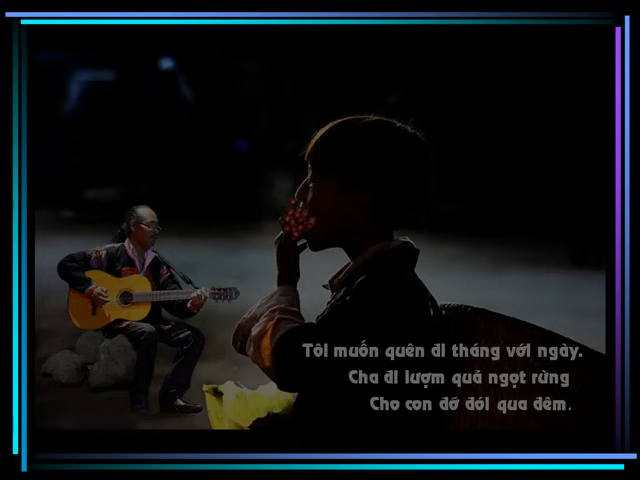 Tôi muốn quên đi tháng với ngày.
Cha đi lượm quả ngọt rừng
Cho con đỡ đói qua đêm.